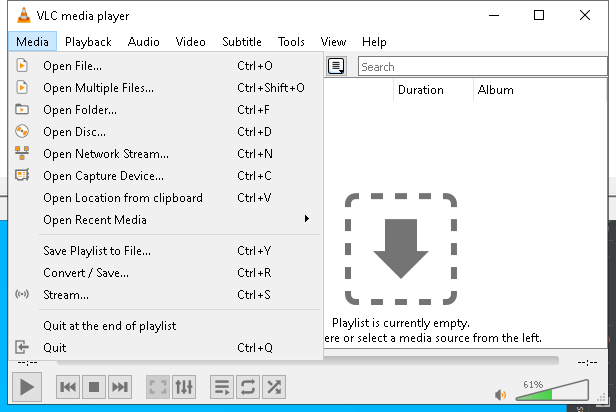 VLC media player
Media Playback Audio Video Subtitle Tools View Help
Search
Duration Album
Open File... Ctrl+O
Open Multiple Files... Ctrl+Shift+O
Open Folder... Ctrl+F
Open Disc... Ctrl+D
Open Network Stream... Ctrl+N
Open Capture Device... Ctrl+C
Open Location from clipboard Ctrl+V
Open Recent Media
Save Playlist to File... Ctrl+Y
Convert / Save... Ctrl+R
Stream... Ctrl+S
Quit at the end of playlist
Quit Ctrl+Q
Playlist is currently empty.
ere or select a media source from the left.
--:-- --:--
61%